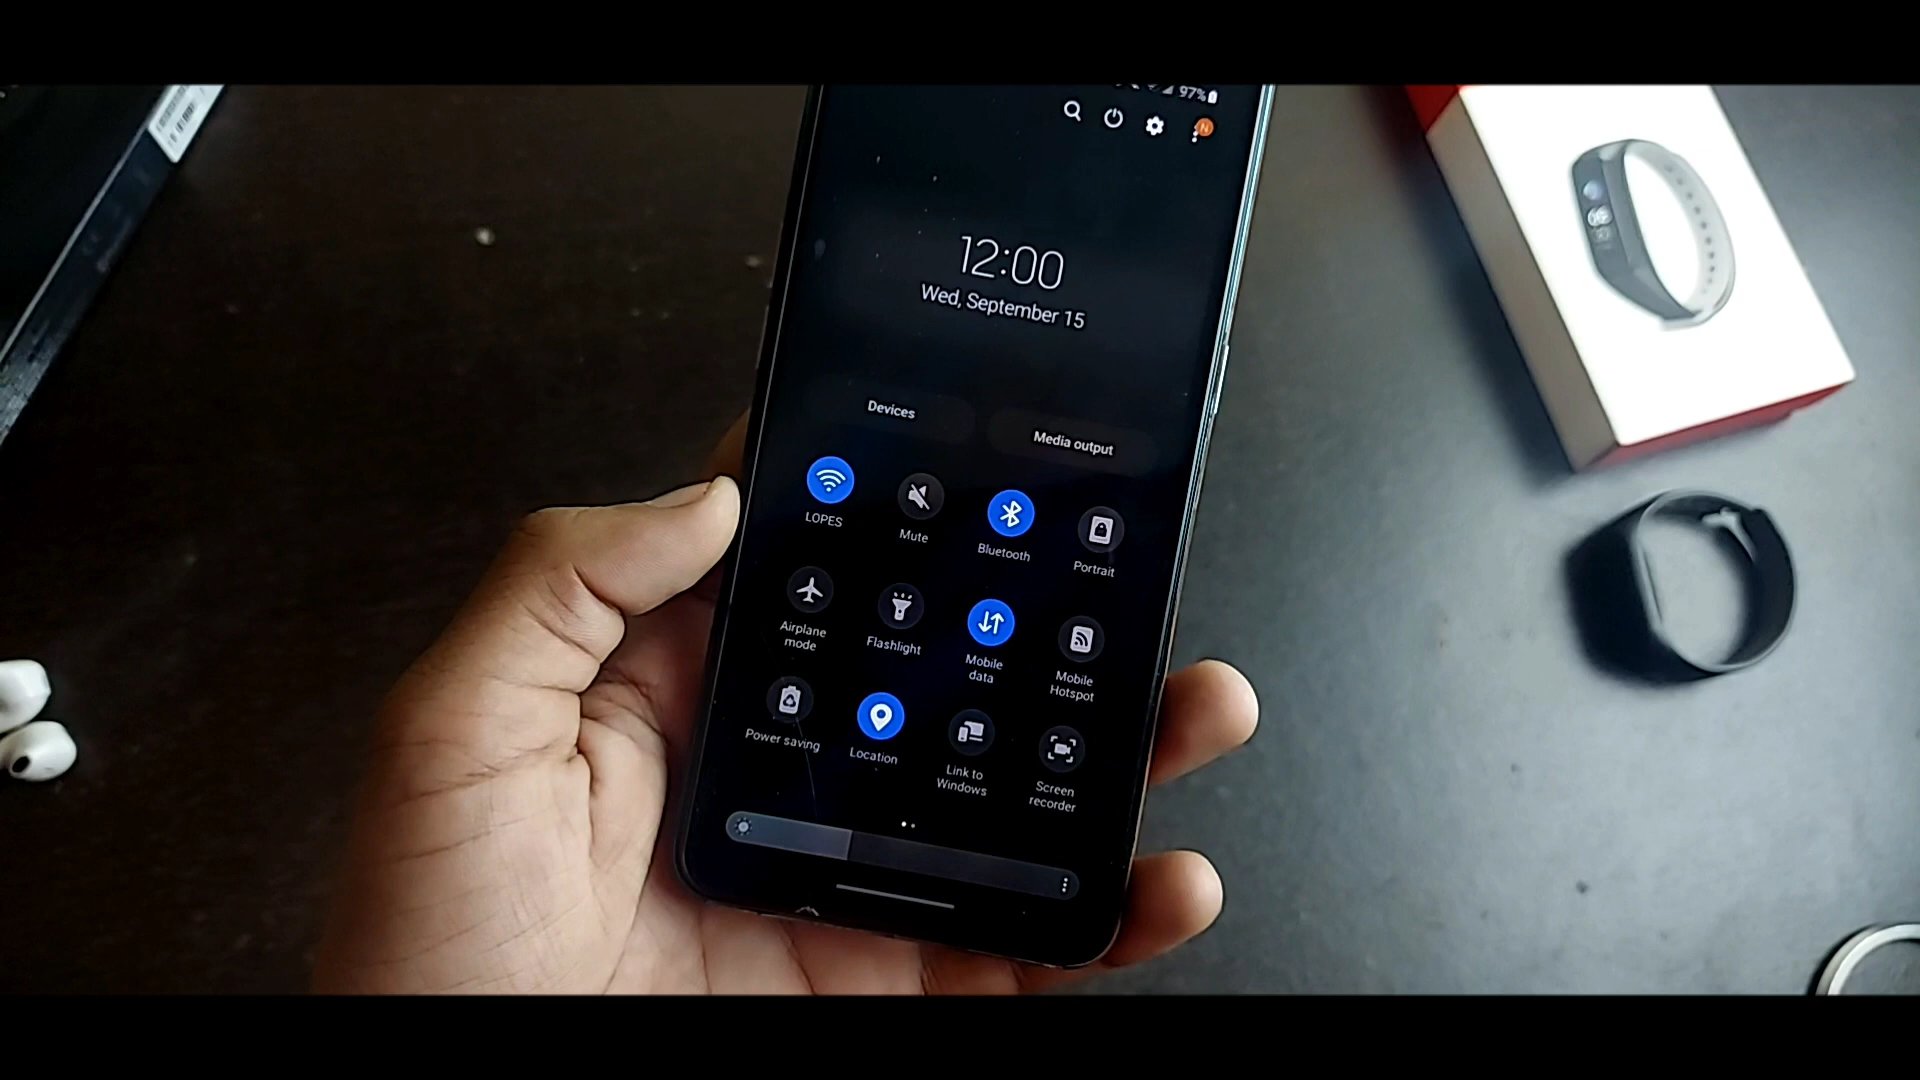 97%
N
12:00
Wed, September 15
Devices
Media output
LOPES
Mute
Bluetooth
Portrait
Airplane
mode
Flashlight
Mobile
data
Mobile
Hotspot
Power saving
Location
Link to
Windows
Screen
recorder